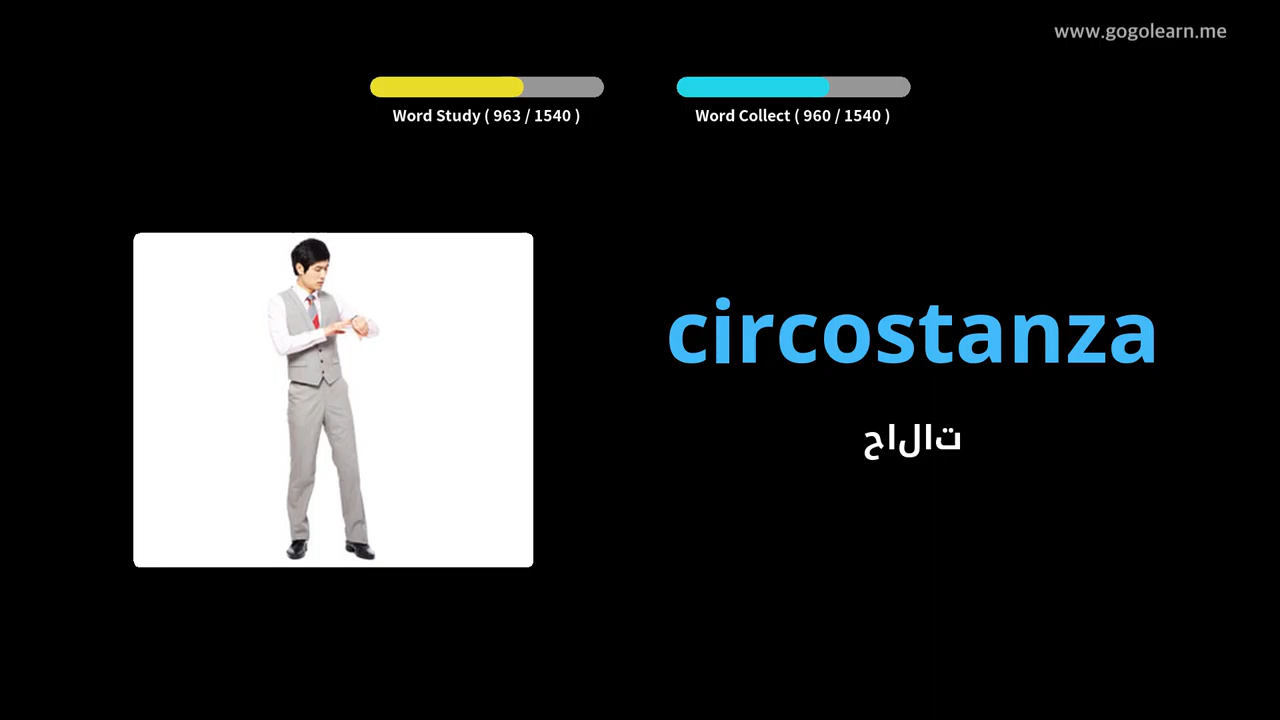 www.gogolearn.me
Word Study ( 963 / 1540 )
Word Collect ( 960 / 1540 )
circostanza
حالات